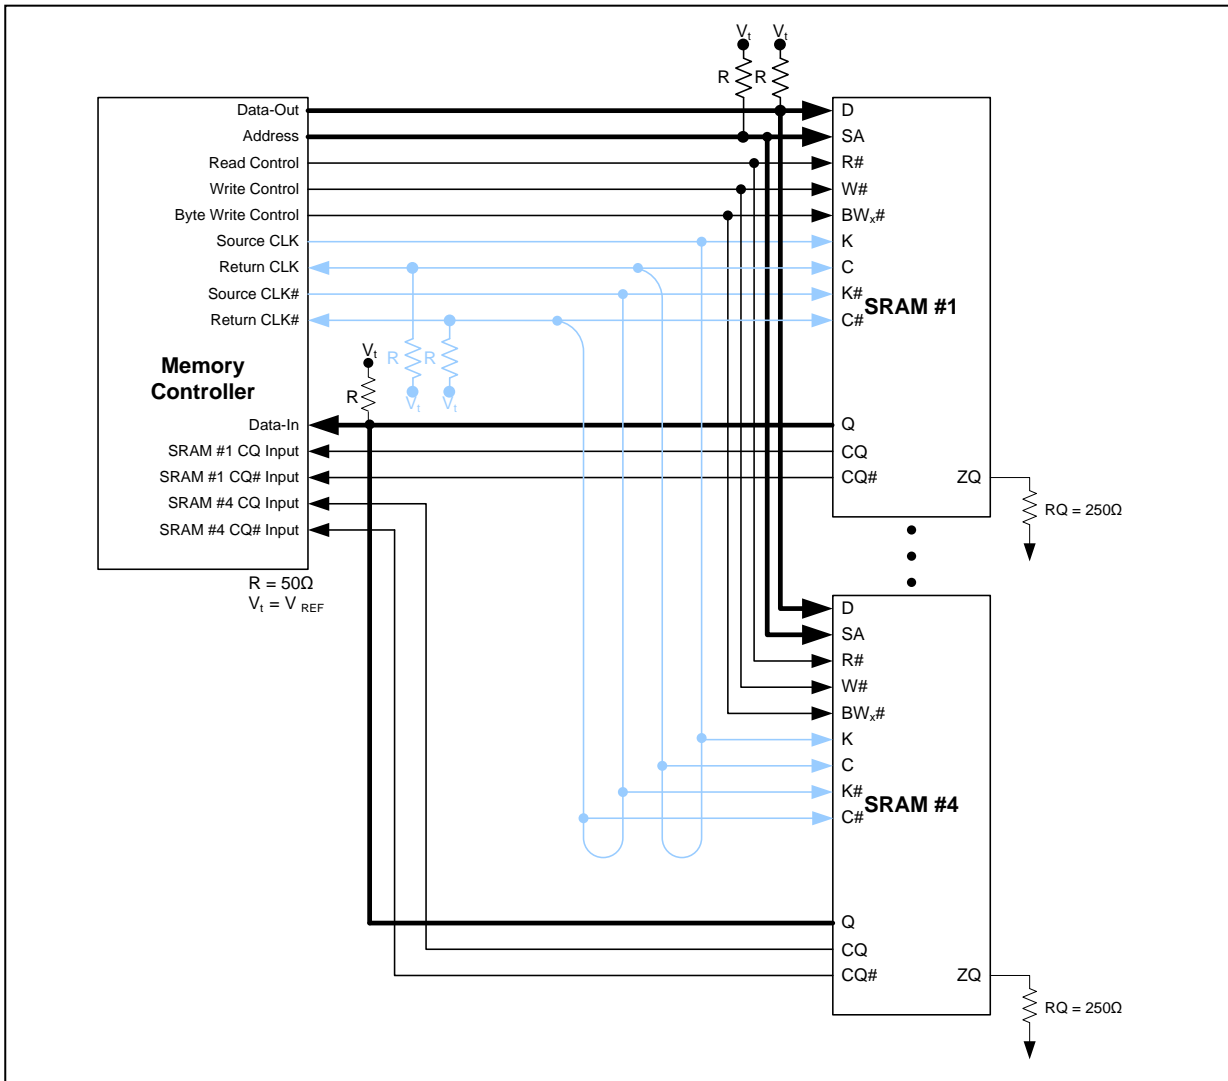 Vt Vt
R R
Data-Out
Address
Read Control
Write Control
Byte Write Control
Source CLK
Return CLK
Source CLK#
Return CLK#
Memory
Controller
Vt
R
R R
Vt Vt
Data-In
SRAM #1 CQ Input
SRAM #1 CQ# Input
SRAM #4 CQ Input
SRAM #4 CQ# Input
R = 50Ω
Vt = V REF
D
SA
R#
W#
BWx#
K
C
K#
SRAM #1
C#
Q
CQ
CQ#
ZQ
RQ = 250Ω
D
SA
R#
W#
BWx#
K
C
K#
SRAM #4
C#
Q
CQ
CQ#
ZQ
RQ = 250Ω